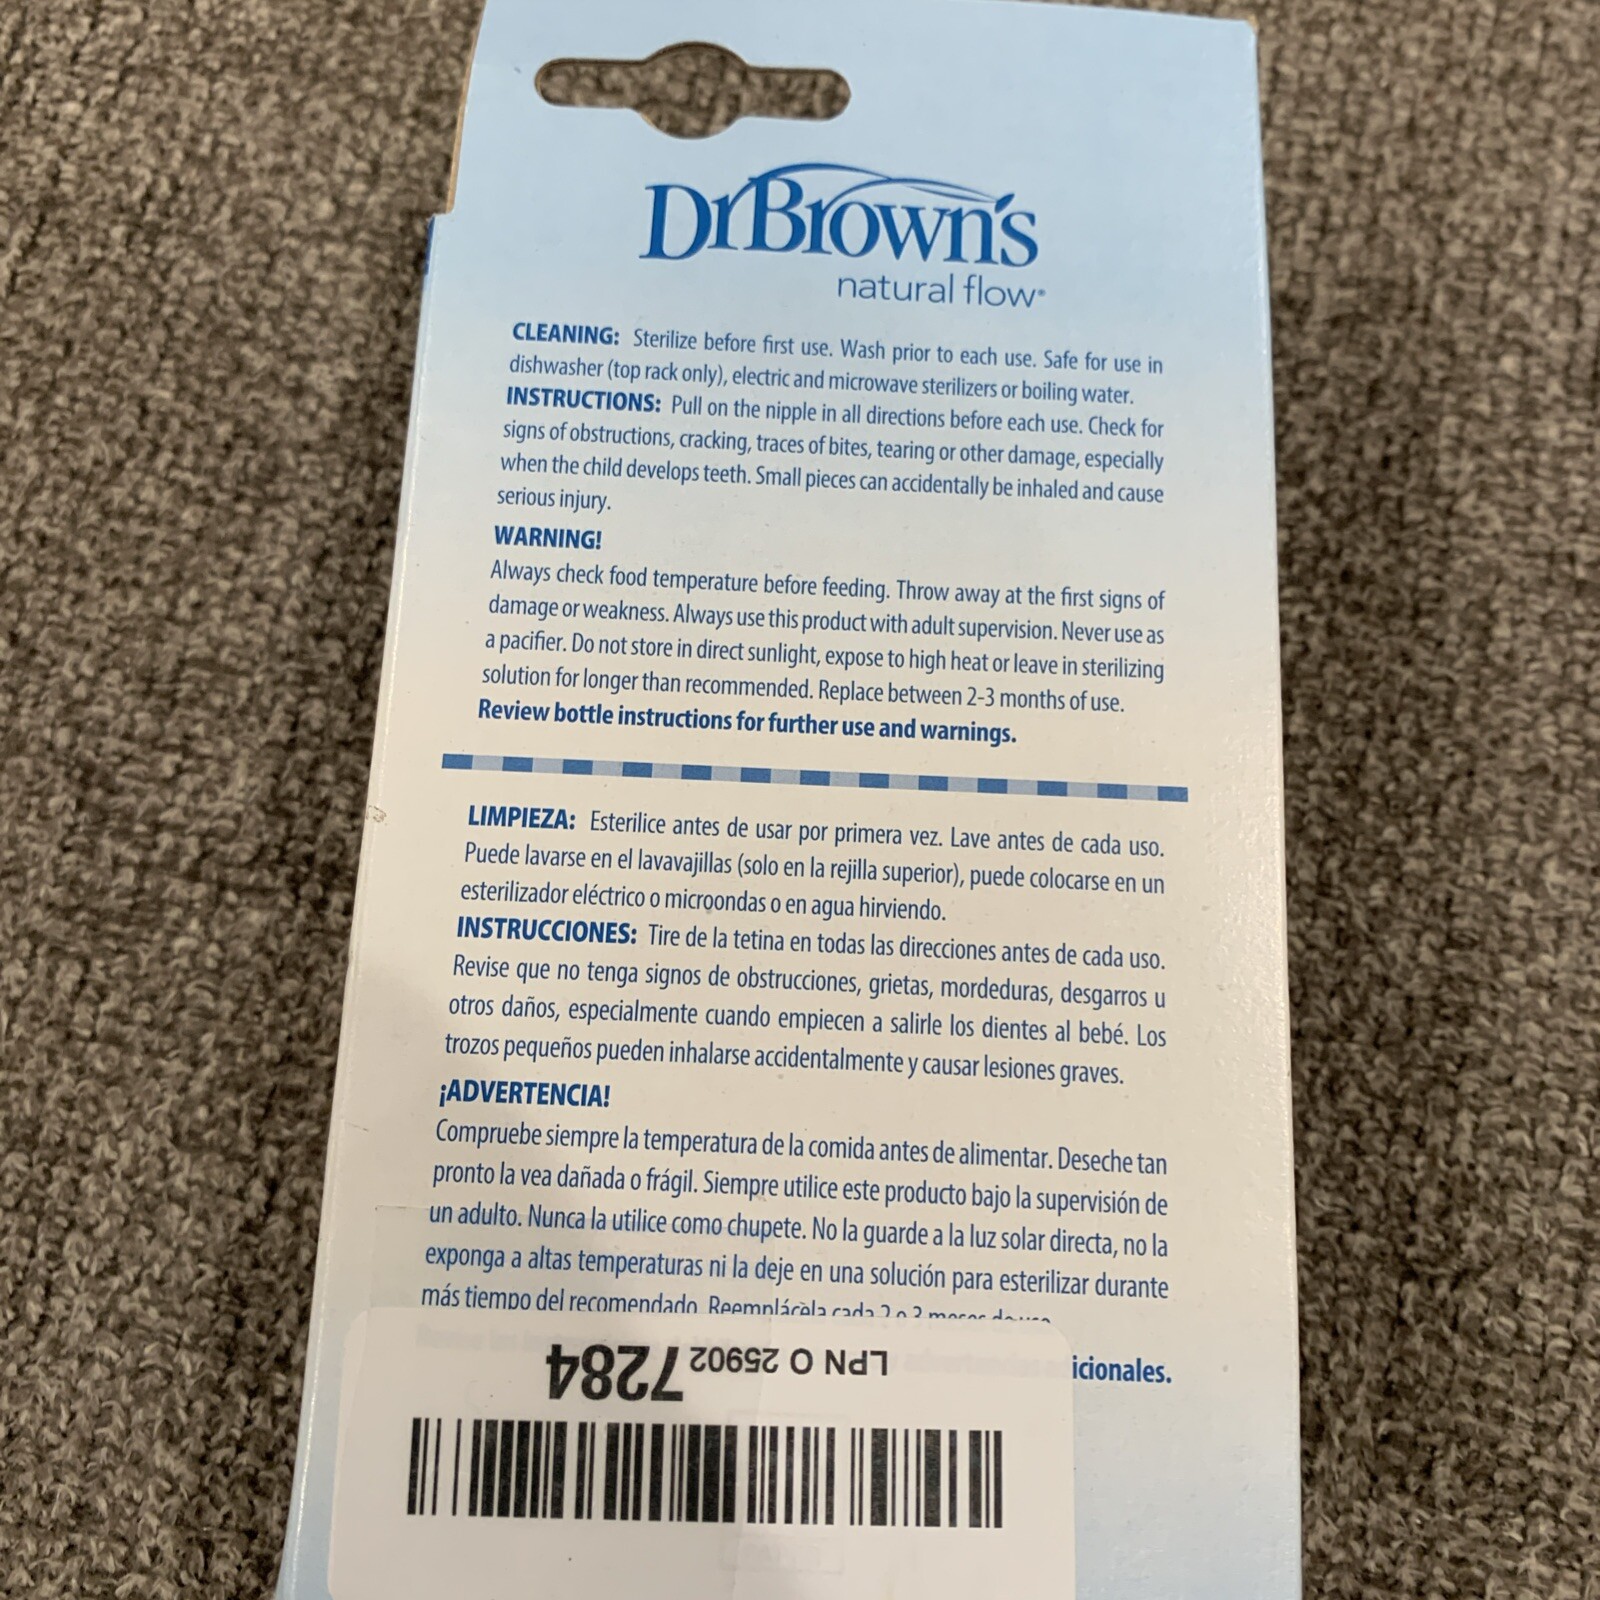 Dr Brown's
natural flow®
CLEANING: Sterilize before first use. Wash prior to each use. Safe for use in
dishwasher (top rack only), electric and microwave sterilizers or boiling water.
INSTRUCTIONS: Pull on the nipple in all directions before each use. Check for
signs of obstructions, cracking, traces of bites, tearing or other damage, especially
when the child develops teeth. Small pieces can accidentally be inhaled and cause
serious injury.
WARNING!
Always check food temperature before feeding. Throw away at the first signs of
damage or weakness. Always use this product with adult supervision. Never use as
a pacifier. Do not store in direct sunlight, expose to high heat or leave in sterilizing
solution for longer than recommended. Replace between 2-3 months of use.
Review bottle instructions for further use and warnings.
LIMPIEZA: Esterilice antes de usar por primera vez. Lave antes de cada uso.
Puede lavarse en el lavavajillas (solo en la rejilla superior), puede colocarse en un
esterilizador eléctrico o microondas o en agua hirviendo.
INSTRUCCIONES: Tire de la tetina en todas las direcciones antes de cada uso.
Revise que no tenga signos de obstrucciones, grietas, mordeduras, desgarros u
otros daños, especialmente cuando empiecen a salirle los dientes al bebé. Los
trozos pequeños pueden inhalarse accidentalmente y causar lesiones graves.
¡ADVERTENCIA!
Compruebe siempre la temperatura de la comida antes de alimentar. Deseche tan
pronto la vea dañada o frágil. Siempre utilice este producto bajo la supervisión de
un adulto. Nunca la utilice como chupete. No la guarde a la luz solar directa, no la
exponga a altas temperaturas ni la deje en una solución para esterilizar durante
más tiempo del recomendado. Reemplácela cada 2 o 3 meses de uso
icionales.
LPN O 25902 7284